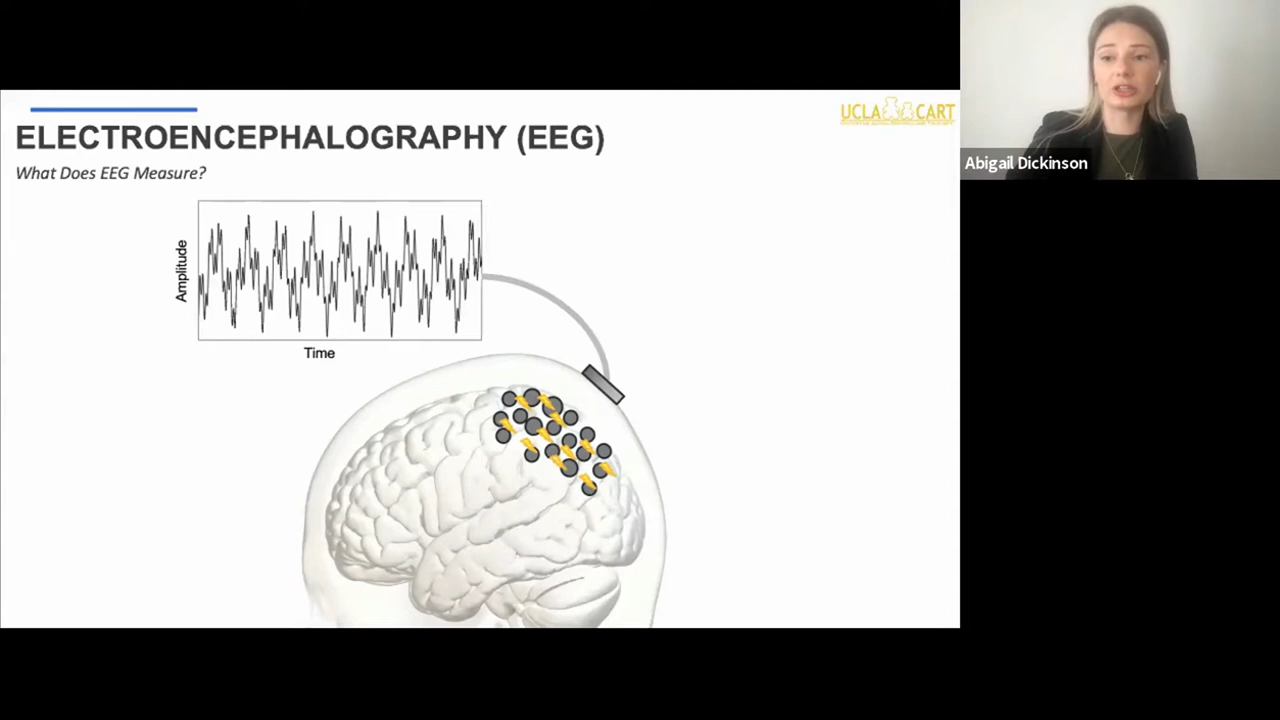 ELECTROENCEPHALOGRAPHY (EEG)
UCLA CART
What Does EEG Measure?
Amplitude
Time
Abigail Dickinson